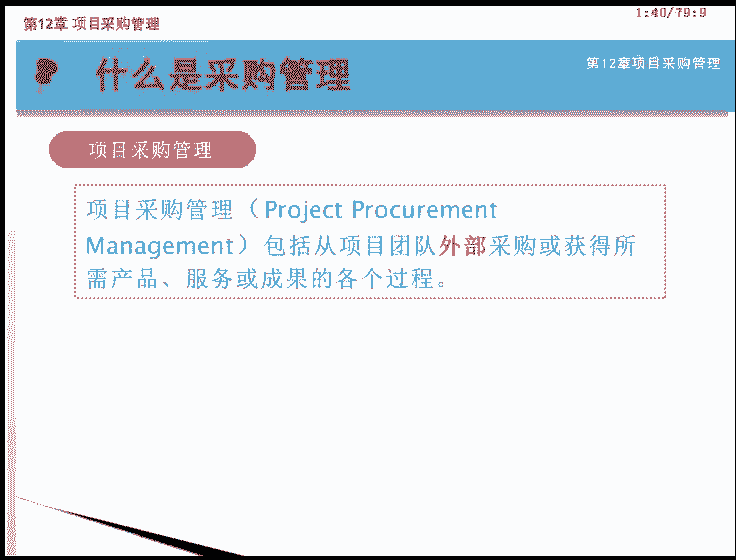 第12章 项目采购管理
1:40/79:9
什么是采购管理
第12章项目采购管理
项目采购管理
项目采购管理（Project Procurement
Management）包括从项目团队外部采购或获得所
需产品、服务或成果的各个过程。